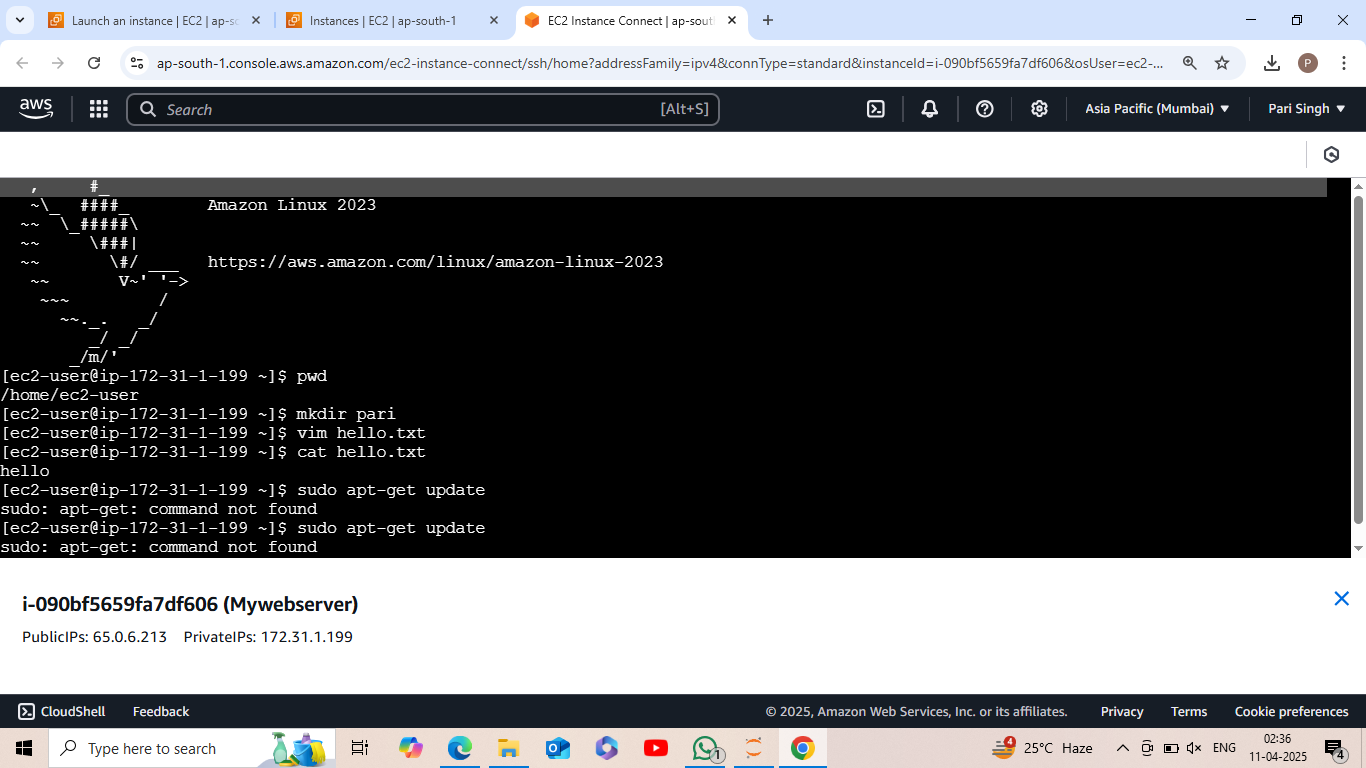 Launch an instance | EC2 | ap-sc
Instances | EC2 | ap-south-1
EC2 Instance Connect | ap-sout
ap-south-1.console.aws.amazon.com/ec2-instance-connect/ssh/home?addressFamily=ipv4&connType=standard&instanceId=i-090bf5659fa7df606&osUser=ec2-...
P
aws
Search
[Alt+S]
Asia Pacific (Mumbai)
Pari Singh
   ,     #_
   ~\_  ####_        Amazon Linux 2023
  ~~  \_#####\
  ~~     \###|
  ~~       \#/ ___   https://aws.amazon.com/linux/amazon-linux-2023
   ~~       V~' '->
    ~~~         /
      ~~._.   _/
         _/ _/
       _/m/'
[ec2-user@ip-172-31-1-199 ~]$ pwd
/home/ec2-user
[ec2-user@ip-172-31-1-199 ~]$ mkdir pari
[ec2-user@ip-172-31-1-199 ~]$ vim hello.txt
[ec2-user@ip-172-31-1-199 ~]$ cat hello.txt
hello
[ec2-user@ip-172-31-1-199 ~]$ sudo apt-get update
sudo: apt-get: command not found
[ec2-user@ip-172-31-1-199 ~]$ sudo apt-get update
sudo: apt-get: command not found
i-090bf5659fa7df606 (Mywebserver)
PublicIPs: 65.0.6.213 PrivateIPs: 172.31.1.199
CloudShell Feedback
© 2025, Amazon Web Services, Inc. or its affiliates. Privacy Terms Cookie preferences
Type here to search
1
4
25°C Haze
ENG
02:36
11-04-2025
4